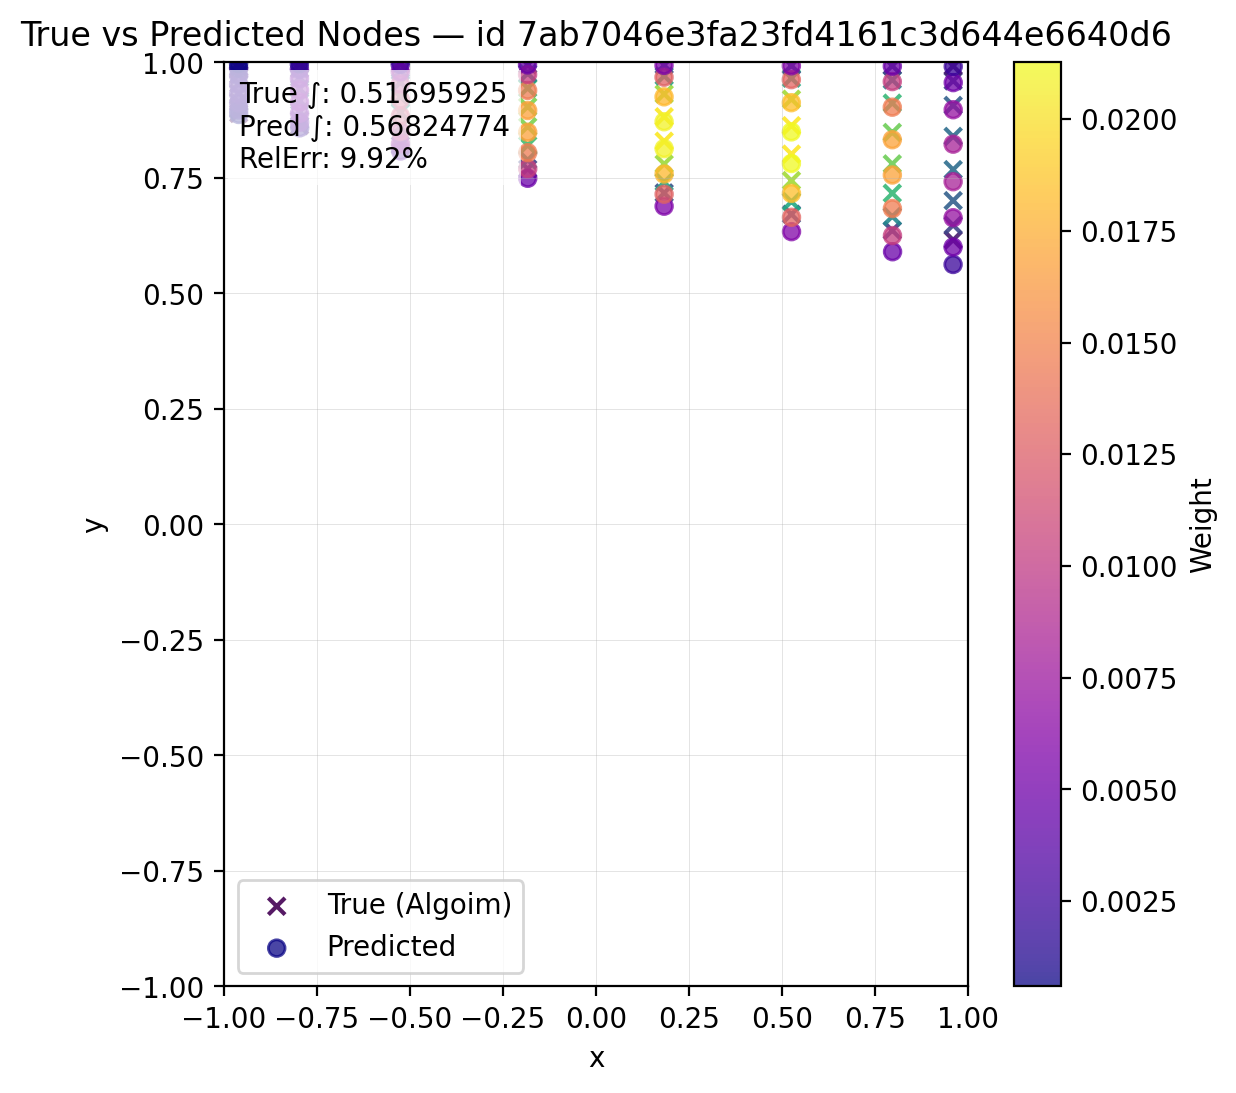 True vs Predicted Nodes — id 7ab7046e3fa23fd4161c3d644e6640d6
True ∫: 0.51695925
Pred ∫: 0.56824774
RelErr: 9.92%
1.00
0.75
0.50
0.25
0.00
−0.25
−0.50
−0.75
−1.00
y
True (Algoim)
Predicted
−1.00 −0.75 −0.50 −0.25 0.00 0.25 0.50 0.75 1.00
x
0.0200
0.0175
0.0150
0.0125
0.0100
0.0075
0.0050
0.0025
Weight